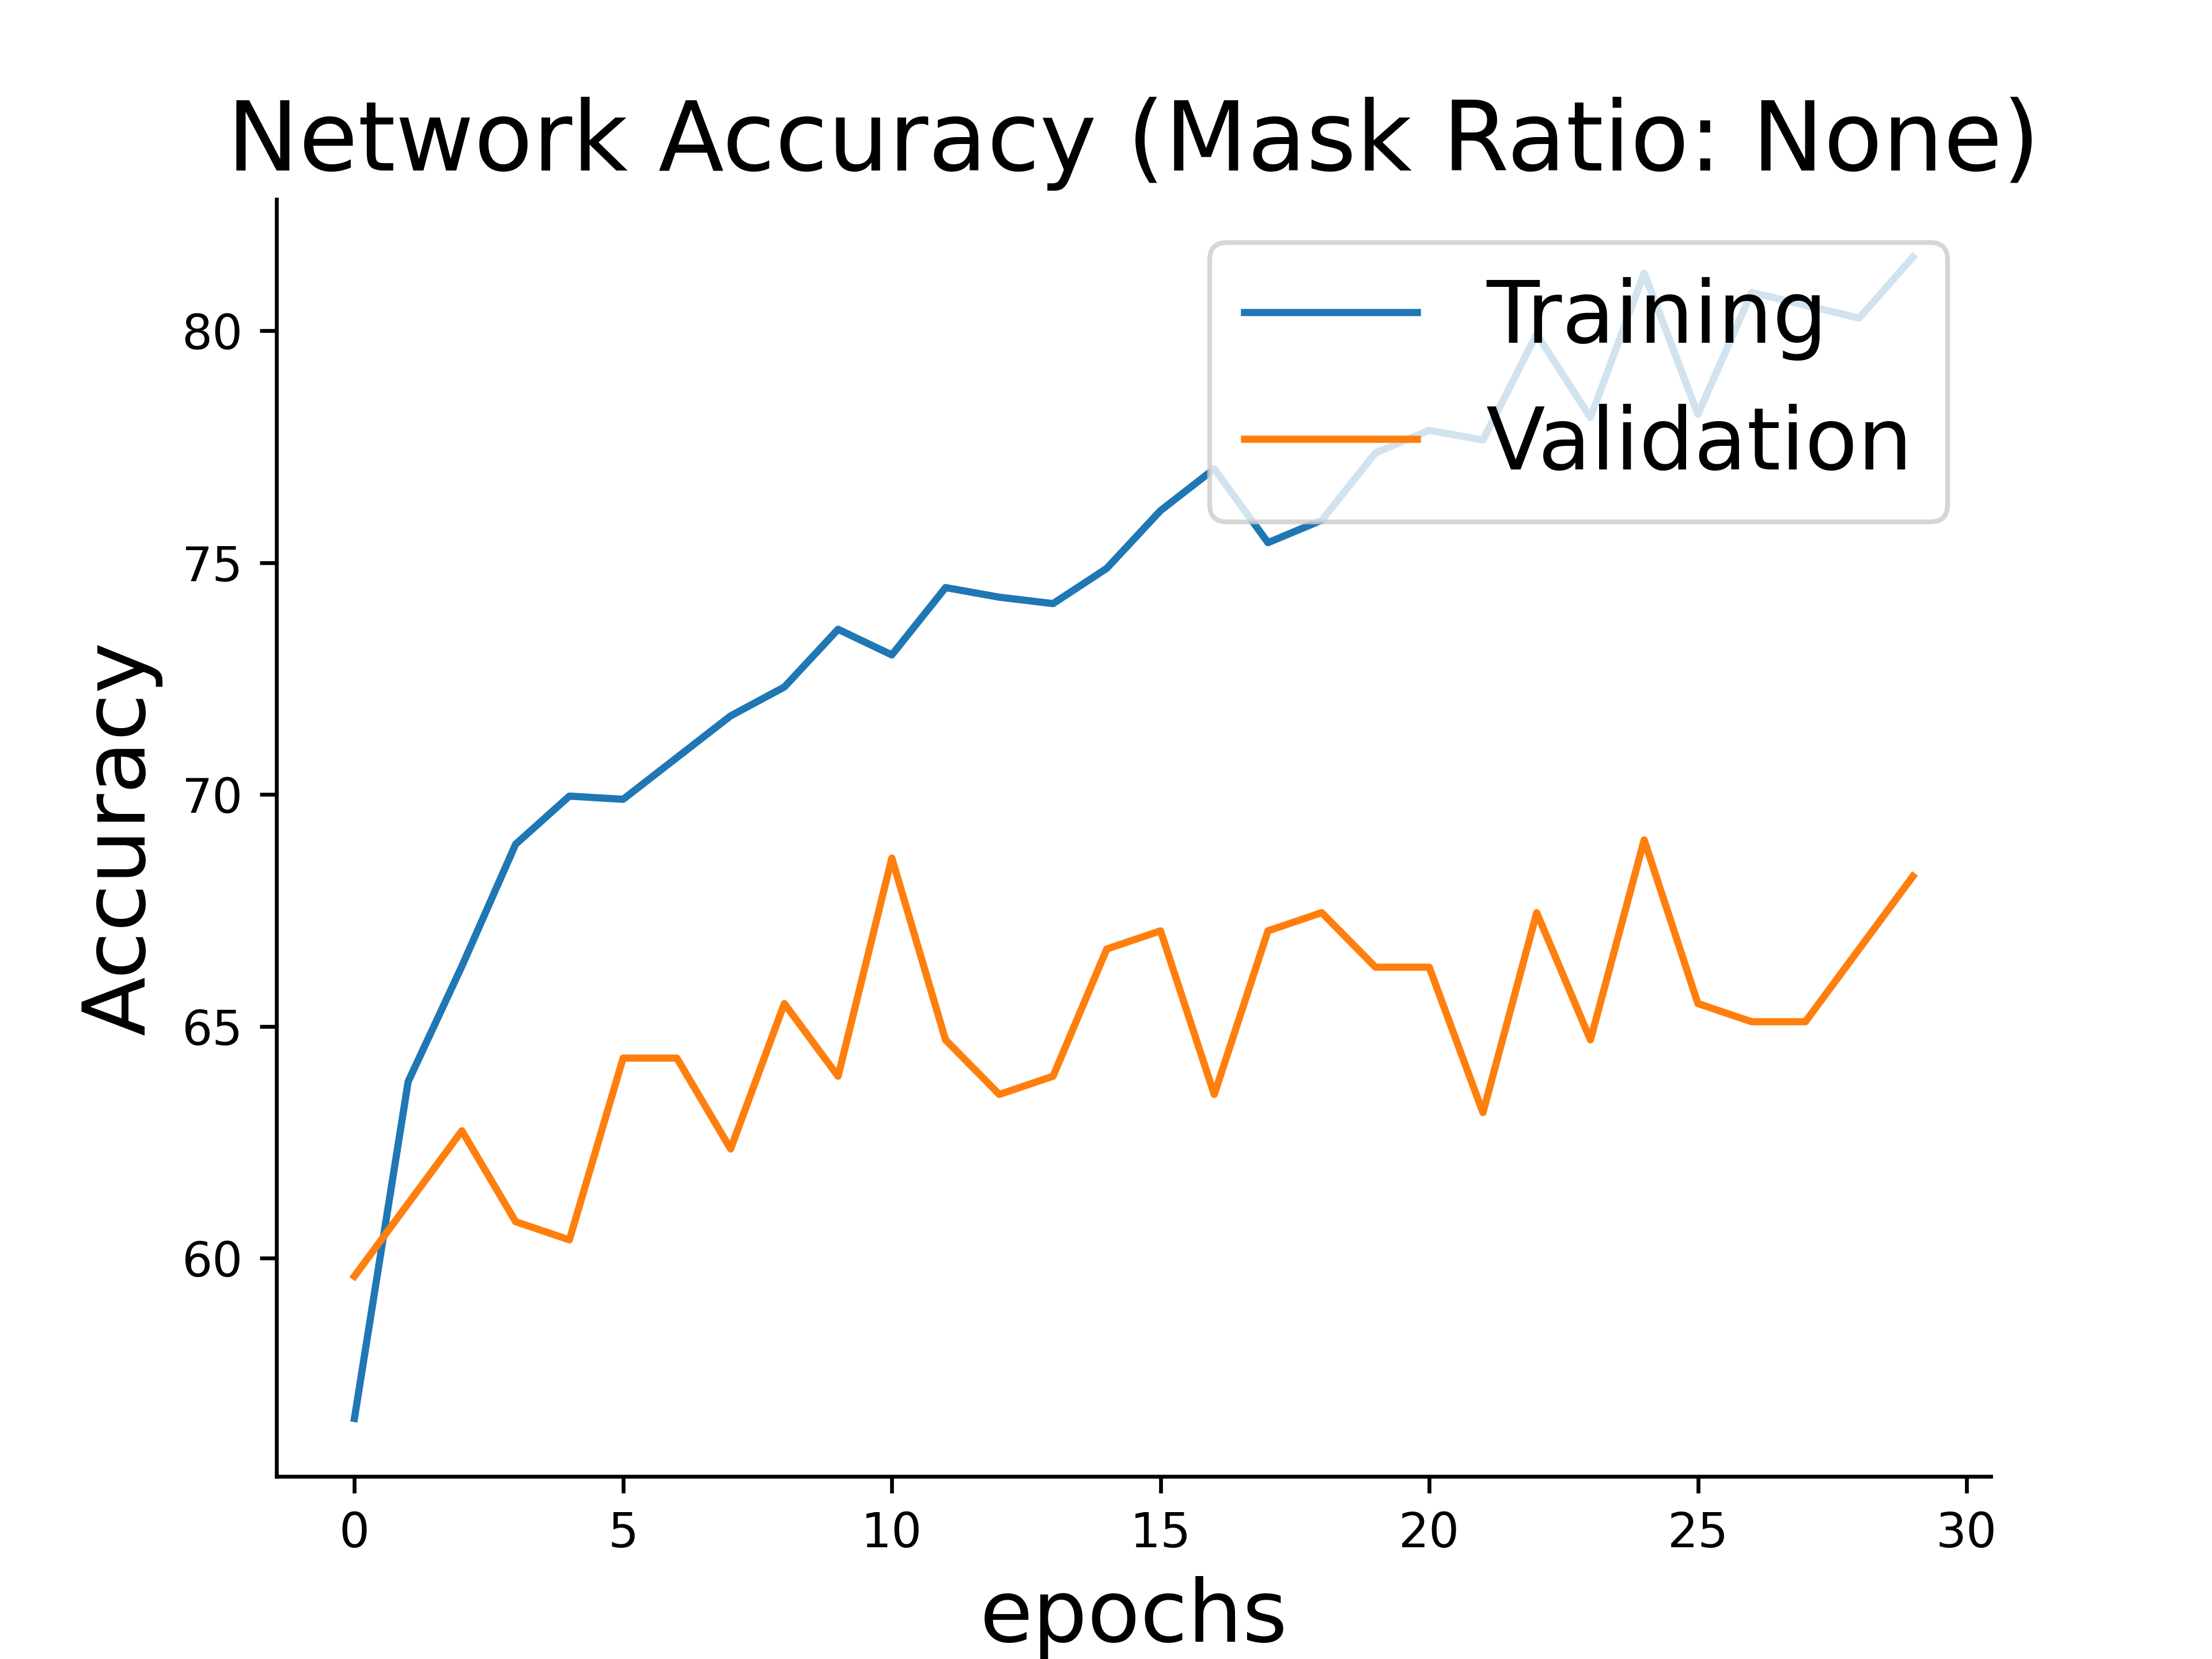 Network Accuracy (Mask Ratio: None)
Training
Validation
Accuracy
80
75
70
65
60
0 5 10 15 20 25 30
epochs